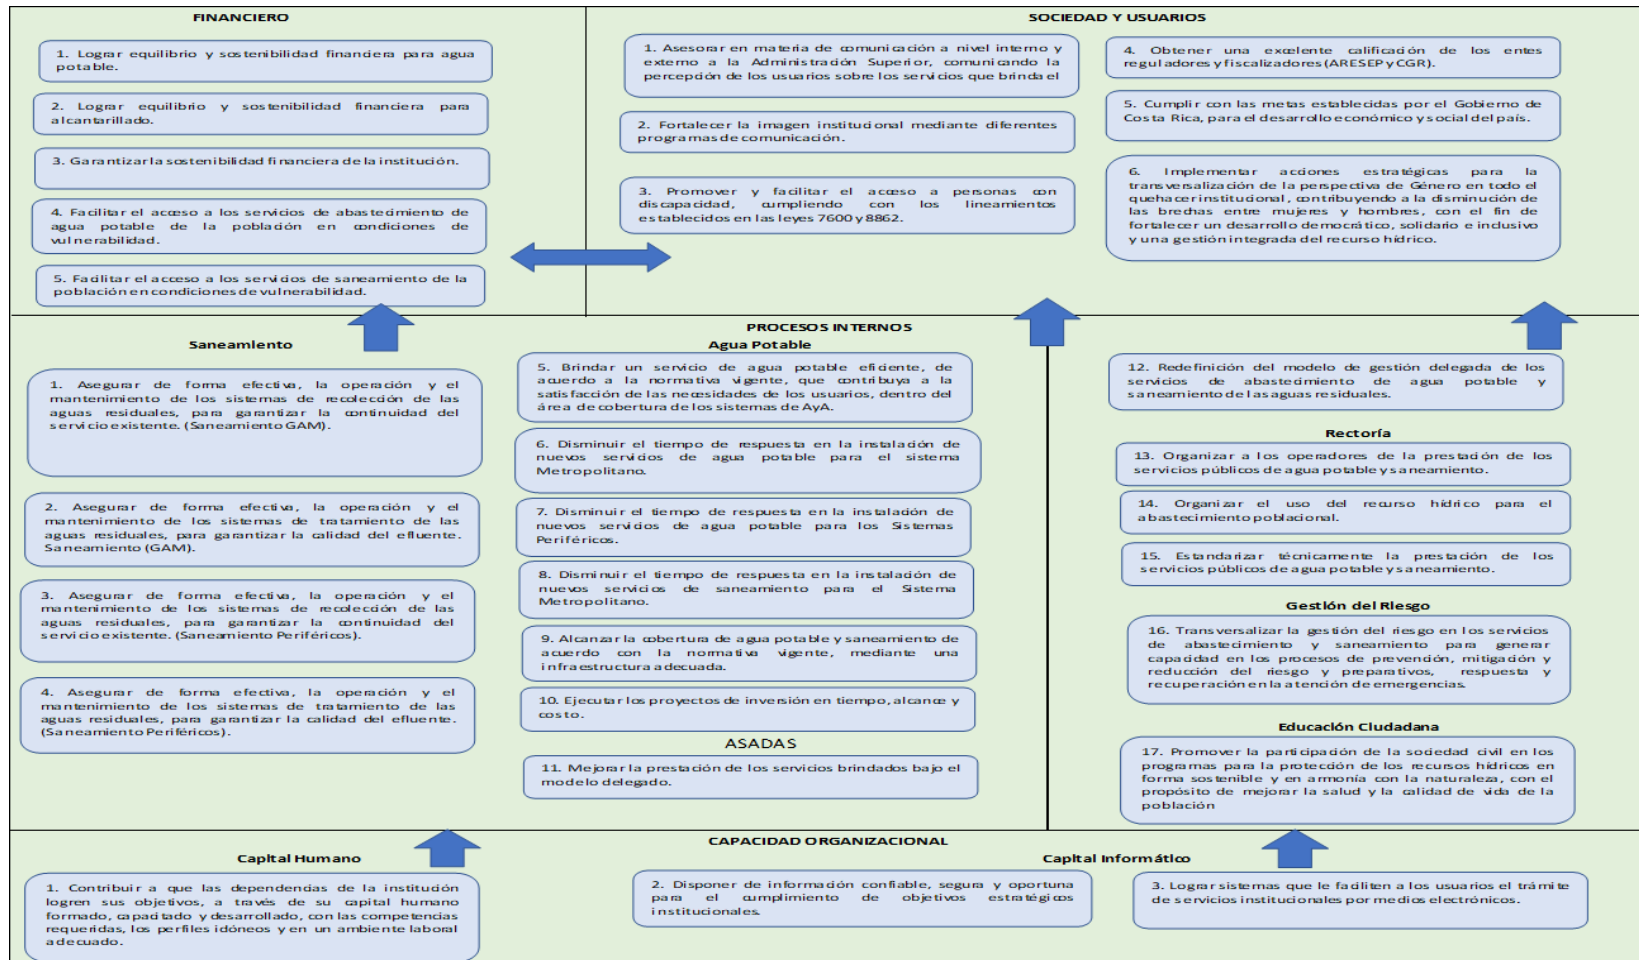 FINANCIERO
1. Lograr equilibrio y sostenibilidad financiera para agua
potable.
2. Lograr equilibrio y sostenibilidad financiera para
alcantarillado.
3. Garantizar la sostenibilidad financiera de la institución.
4. Facilitar el acceso a los servicios de abastecimiento de
agua potable de la población en condiciones de
vulnerabilidad.
5. Facilitar el acceso a los servicios de saneamiento de la
población en condiciones de vulnerabilidad.
SOCIEDAD Y USUARIOS
1. Asesorar en materia de comunicación a nivel interno y
externo a la Administración Superior, comunicando la
percepción de los usuarios sobre los servicios que brinda el
2. Fortalecer la imagen institucional mediante diferentes
programas de comunicación.
3. Promover y facilitar el acceso a personas con
discapacidad, cumpliendo con los lineamientos
establecidos en las leyes 7600 y 8862.
4. Obtener una excelente calificación de los entes
reguladores y fiscalizadores (ARESEP y CGR).
5. Cumplir con las metas establecidas por el Gobierno de
Costa Rica, para el desarrollo económico y social del país.
6. Implementar acciones estratégicas para la
transversalización de la perspectiva de Género en todo el
quehacer institucional, contribuyendo a la disminución de
las brechas entre mujeres y hombres, con el fin de
fortalecer un desarrollo democrático, solidario e inclusivo
y una gestión integrada del recurso hídrico.
PROCESOS INTERNOS
Saneamiento
1. Asegurar de forma efectiva, la operación y el
mantenimiento de los sistemas de recolección de las
aguas residuales, para garantizar la continuidad del
servicio existente. (Saneamiento GAM).
2. Asegurar de forma efectiva, la operación y el
mantenimiento de los sistemas de tratamiento de las
aguas residuales, para garantizar la calidad del efluente.
Saneamiento (GAM).
3. Asegurar de forma efectiva, la operación y el
mantenimiento de los sistemas de recolección de las
aguas residuales, para garantizar la continuidad del
servicio existente. (Saneamiento Periféricos).
4. Asegurar de forma efectiva, la operación y el
mantenimiento de los sistemas de tratamiento de las
aguas residuales, para garantizar la calidad del efluente.
(Saneamiento Periféricos).
Agua Potable
5. Brindar un servicio de agua potable eficiente, de
acuerdo a la normativa vigente, que contribuya a la
satisfacción de las necesidades de los usuarios, dentro del
área de cobertura de los sistemas de AyA.
6. Disminuir el tiempo de respuesta en la instalación de
nuevos servicios de agua potable para el sistema
Metropolitano.
7. Disminuir el tiempo de respuesta en la instalación de
nuevos servicios de agua potable para los Sistemas
Periféricos.
8. Disminuir el tiempo de respuesta en la instalación de
nuevos servicios de saneamiento para el Sistema
Metropolitano.
9. Alcanzar la cobertura de agua potable y saneamiento de
acuerdo con la normativa vigente, mediante una
infraestructura adecuada.
10. Ejecutar los proyectos de inversión en tiempo, alcance y
costo.
ASADAS
11. Mejorar la prestación de los servicios brindados bajo el
modelo delegado.
12. Redefinición del modelo de gestión delegada de los
servicios de abastecimiento de agua potable y
saneamiento de las aguas residuales.
Rectoría
13. Organizar a los operadores de la prestación de los
servicios públicos de agua potable y saneamiento.
14. Organizar el uso del recurso hídrico para el
abastecimiento poblacional.
15. Estandarizar técnicamente la prestación de los
servicios públicos de agua potable y saneamiento.
Gestión del Riesgo
16. Transversalizar la gestión del riesgo en los servicios
de abastecimiento y saneamiento para generar
capacidad en los procesos de prevención, mitigación y
reducción del riesgo y preparativos, respuesta y
recuperación en la atención de emergencias.
Educación Ciudadana
17. Promover la participación de la sociedad civil en los
programas para la protección de los recursos hídricos en
forma sostenible y en armonía con la naturaleza, con el
propósito de mejorar la salud y la calidad de vida de la
población
CAPACIDAD ORGANIZACIONAL
Capital Humano
1. Contribuir a que las dependencias de la institución
logren sus objetivos, a través de su capital humano
formado, capacitado y desarrollado, con las competencias
requeridas, los perfiles idóneos y en un ambiente laboral
adecuado.
Capital Informático
2. Disponer de información confiable, segura y oportuna
para el cumplimiento de objetivos estratégicos
institucionales.
3. Lograr sistemas que le faciliten a los usuarios el trámite
de servicios institucionales por medios electrónicos.